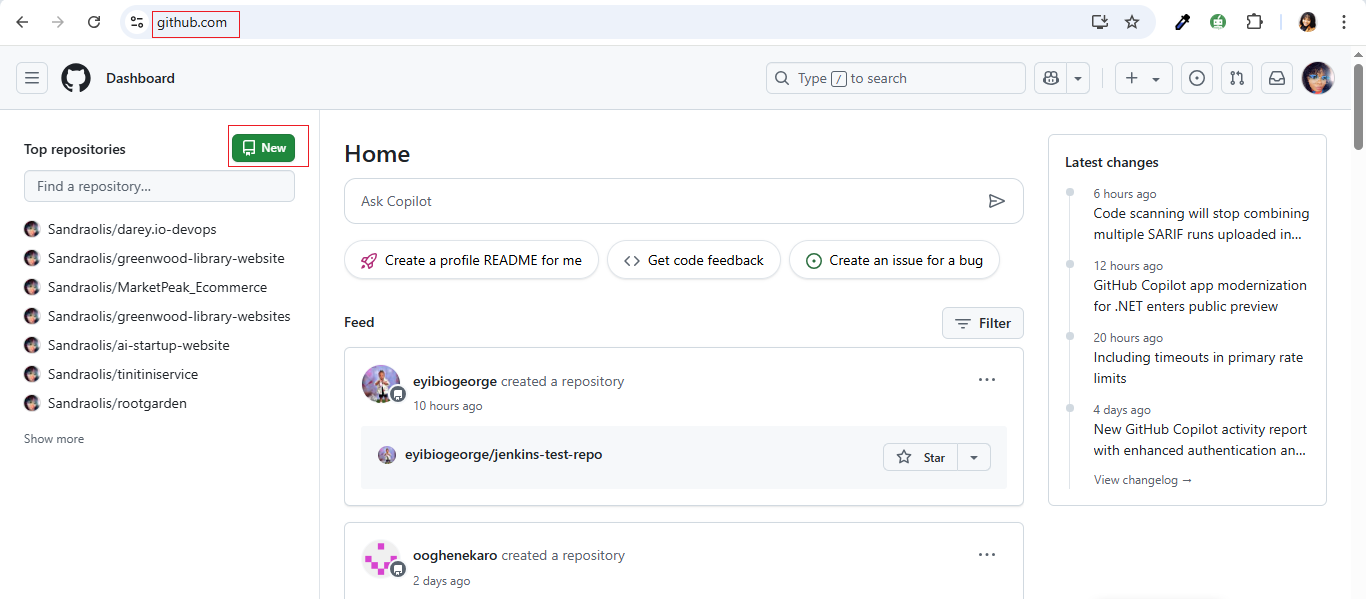 github.com
Dashboard
Type / to search
Top repositories
New
Find a repository...
Sandraolis/darey.io-devops
Sandraolis/greenwood-library-website
Sandraolis/MarketPeak_Ecommerce
Sandraolis/greenwood-library-websites
Sandraolis/ai-startup-website
Sandraolis/tinitiniservice
Sandraolis/rootgarden
Show more
Home
Ask Copilot
Create a profile README for me
Get code feedback
Create an issue for a bug
Feed
Filter
eyibiogeorge created a repository
10 hours ago
eyibiogeorge/jenkins-test-repo
Star
ooghenekaro created a repository
2 days ago
Latest changes
6 hours ago
Code scanning will stop combining
multiple SARIF runs uploaded in...
12 hours ago
GitHub Copilot app modernization
for .NET enters public preview
20 hours ago
Including timeouts in primary rate
limits
4 days ago
New GitHub Copilot activity report
with enhanced authentication an...
View changelog →